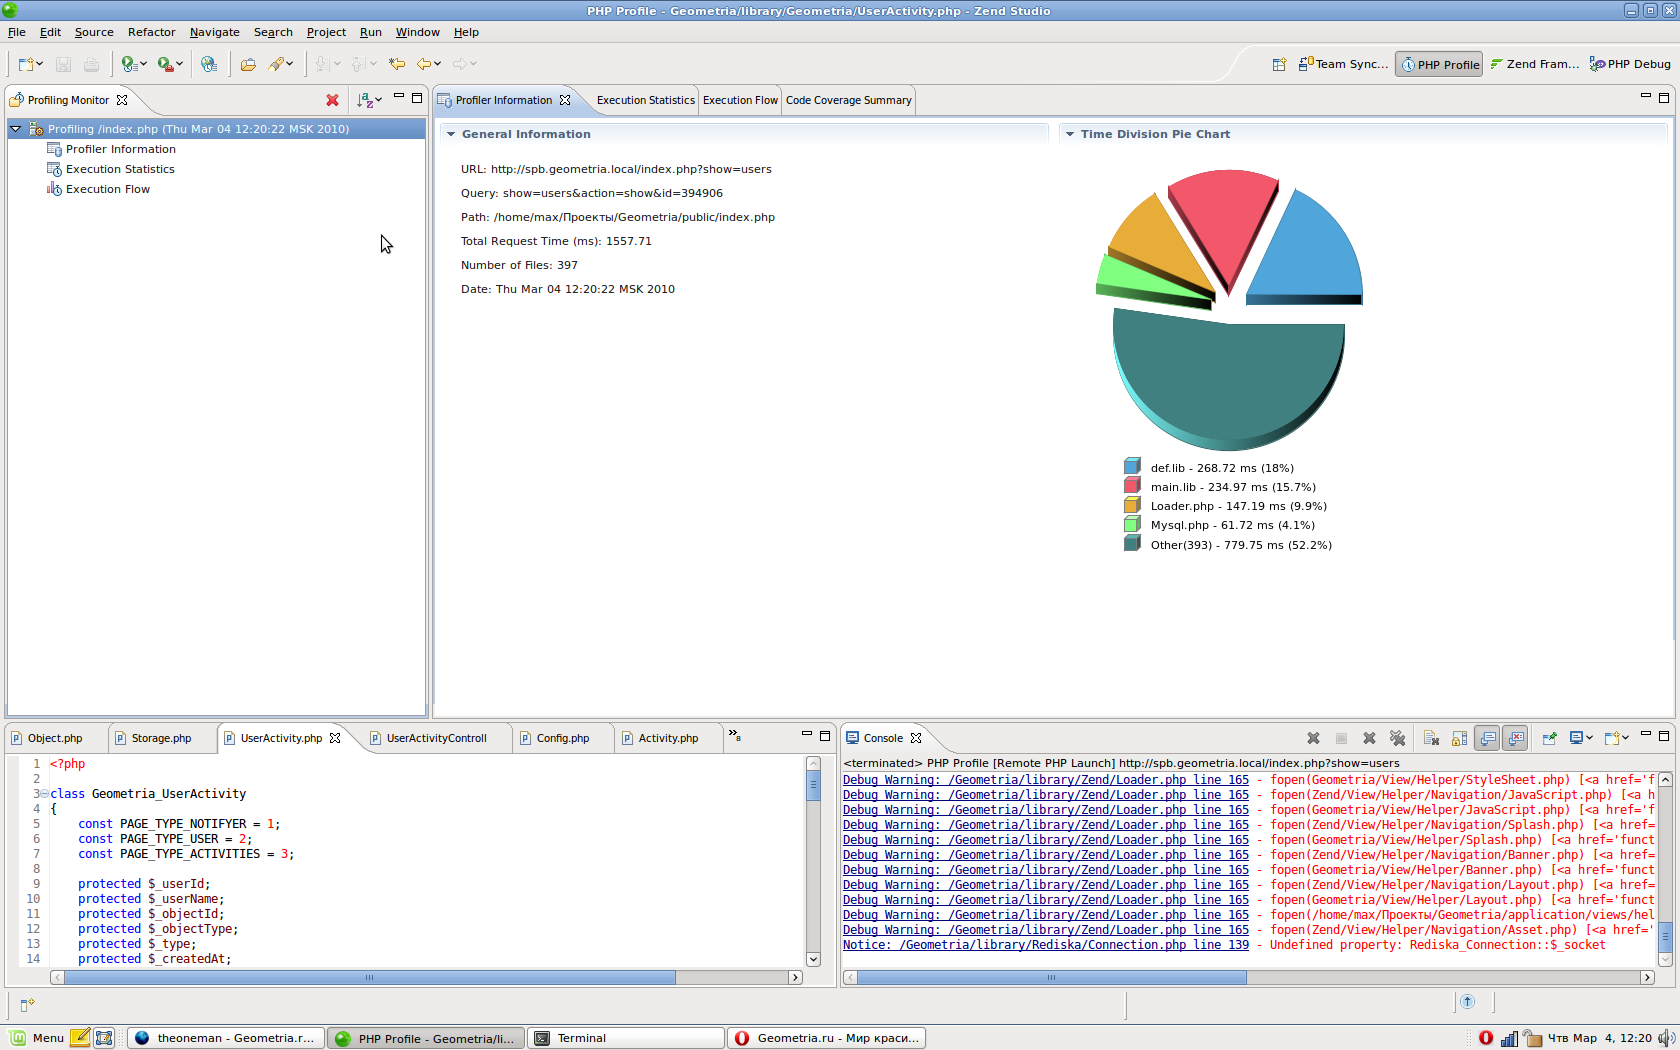 PHP Profile - Geometria/library/Geometria/UserActivity.php - Zend Studio
File Edit Source Refactor Navigate Search Project Run Window Help
Team Sync... PHP Profile Zend Fram... PHP Debug
Profiling Monitor
Profiling /index.php (Thu Mar 04 12:20:22 MSK 2010)
Profiler Information
Execution Statistics
Execution Flow
Profiler Information Execution Statistics Execution Flow Code Coverage Summary
General Information
URL: http://spb.geometria.local/index.php?show=users
Query: show=users&action=show&id=394906
Path: /home/max/Проекты/Geometria/public/index.php
Total Request Time (ms): 1557.71
Number of Files: 397
Date: Thu Mar 04 12:20:22 MSK 2010
Time Division Pie Chart
def.lib - 268.72 ms (18%)
main.lib - 234.97 ms (15.7%)
Loader.php - 147.19 ms (9.9%)
Mysql.php - 61.72 ms (4.1%)
Other(393) - 779.75 ms (52.2%)
Object.php Storage.php UserActivity.php UserActivityControll Config.php Activity.php »8
1 <?php
2
3 class Geometria_UserActivity
4 {
5 const PAGE_TYPE_NOTIFYER = 1;
6 const PAGE_TYPE_USER = 2;
7 const PAGE_TYPE_ACTIVITIES = 3;
8
9 protected $_userId;
10 protected $_userName;
11 protected $_objectId;
12 protected $_objectType;
13 protected $_type;
14 protected $_createdAt;
Console
<terminated> PHP Profile [Remote PHP Launch] http://spb.geometria.local/index.php?show=users
Debug Warning: /Geometria/library/Zend/Loader.php line 165 - fopen(Geometria/View/Helper/StyleSheet.php) [<a href='f
Debug Warning: /Geometria/library/Zend/Loader.php line 165 - fopen(Zend/View/Helper/Navigation/JavaScript.php) [<a h
Debug Warning: /Geometria/library/Zend/Loader.php line 165 - fopen(Geometria/View/Helper/JavaScript.php) [<a href='f
Debug Warning: /Geometria/library/Zend/Loader.php line 165 - fopen(Zend/View/Helper/Navigation/Splash.php) [<a href=
Debug Warning: /Geometria/library/Zend/Loader.php line 165 - fopen(Geometria/View/Helper/Splash.php) [<a href='funct
Debug Warning: /Geometria/library/Zend/Loader.php line 165 - fopen(Zend/View/Helper/Navigation/Banner.php) [<a href=
Debug Warning: /Geometria/library/Zend/Loader.php line 165 - fopen(Geometria/View/Helper/Banner.php) [<a href='funct
Debug Warning: /Geometria/library/Zend/Loader.php line 165 - fopen(Zend/View/Helper/Navigation/Layout.php) [<a href=
Debug Warning: /Geometria/library/Zend/Loader.php line 165 - fopen(Geometria/View/Helper/Layout.php) [<a href='funct
Debug Warning: /Geometria/library/Zend/Loader.php line 165 - fopen(/home/max/Проекты/Geometria/application/views/hel
Debug Warning: /Geometria/library/Zend/Loader.php line 165 - fopen(Zend/View/Helper/Navigation/Asset.php) [<a href='
Notice: /Geometria/library/Rediska/Connection.php line 139 - Undefined property: Rediska_Connection::$_socket
Menu theoneman - Geometria.r... PHP Profile - Geometria/li... Terminal Geometria.ru - Мир краси... Чтв Мар 4, 12:20